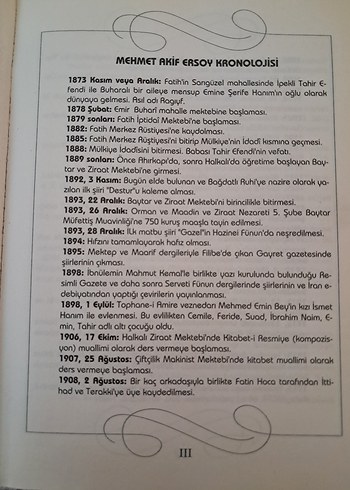 MEHMET AKİF ERSOY KRONOLOJİSİ
1873 Kasım veya Aralık: Fatih'in Sarıgüzel mahallesinde İpekli Tahir E-
fendi ile Buharalı bir aileye mensup Emine Şerife Hanım'ın oğlu olarak
dünyaya gelmesi. Asıl adı Ragıyf.
1878 Şubat: Emir Buharî mahalle mektebine başlaması.
1879 sonları: Fatih İptidaî Mektebi'ne başlaması.
1882: Fatih Merkez Rüştiyesi'ne kaydolması.
1885: Fatih Merkez Rüştiyesi'ni bitirip Mülkiye'nin İdadî kısmına geçmesi.
1888: Mülkiye İdadîsini bitirmesi. Babası Tahir Efendi'nin vefatı.
1889 sonları: Önce Ahırkapı'da, sonra Halkalı'da öğretime başlayan Bay-
tar ve Ziraat Mektebi'ne girmesi.
1892, 3 Kasım: Bugün elde bulunan ve Bağdatlı Ruhi'ye nazire olarak ya-
zılan ilk şiiri "Destur"u kaleme alması.
1893, 22 Aralık: Baytar ve Ziraat Mektebi'ni birincilikle bitirmesi.
1893, 26 Aralık: Orman ve Maadin ve Ziraat Nezareti 5. Şube Baytar
Müfettiş Muavinliği'ne 750 kuruş maaşla tayin edilmesi.
1893, 28 Aralık: İLk matbu şiiri "Gazel"in Hazinei Fünun'da neşredilmesi.
1894: Hıfzını tamamlayarak hafız olması.
1895: Mektep ve Maarif dergileriyle Filibe'de çıkan Gayret gazetesinde
şiirlerinin çıkması.
1898: İbnülemin Mahmut Kemal'le birlikte yazı kurulunda bulunduğu Re-
simli Gazete ve daha sonra Serveti Fünun dergilerinde şiirlerinin ve İran e-
debiyatından yaptığı çevirilerin yayınlanması.
1898, 1 Eylül: Tophane-i Amire veznedarı Mehmed Emin Bey'in kızı İsmet
Hanım ile evlenmesi. Bu evlilikten Cemile, Feride, Suad, İbrahim Naim, E-
min, Tahir adlı altı çocuğu oldu.
1906, 17 Ekim: Halkalı Ziraat Mektebi'nde Kitabet-i Resmiye (kompozis-
yon) muallimi olarak ders vermeye başlaması.
1907, 25 Ağustos: Çiftçilik Makinist Mektebi'nde kitabet muallimi olarak
ders vermeye başlaması.
1908, 2 Ağustos: Bir kaç arkadaşıyla birlikte Fatin Hoca tarafından İtti-
had ve Terakki'ye üye kaydedilmesi.
III